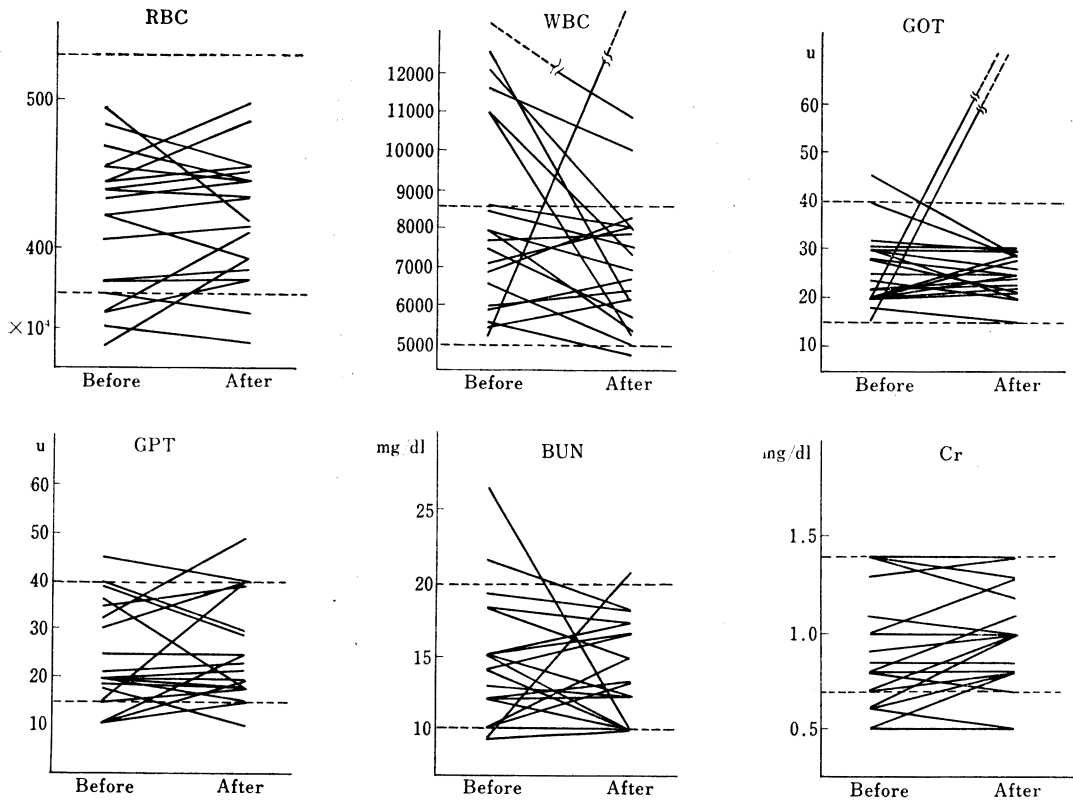 RBC
500
400
×10⁴
Before After
WBC
12000
11000
10000
9000
8000
7000
6000
5000
Before After
GOT
u
60
50
40
30
20
10
Before After
GPT
u
60
50
40
30
20
10
Before After
BUN
mg/dl
25
20
15
10
Before After
Cr
mg/dl
1.5
1.0
0.5
Before After